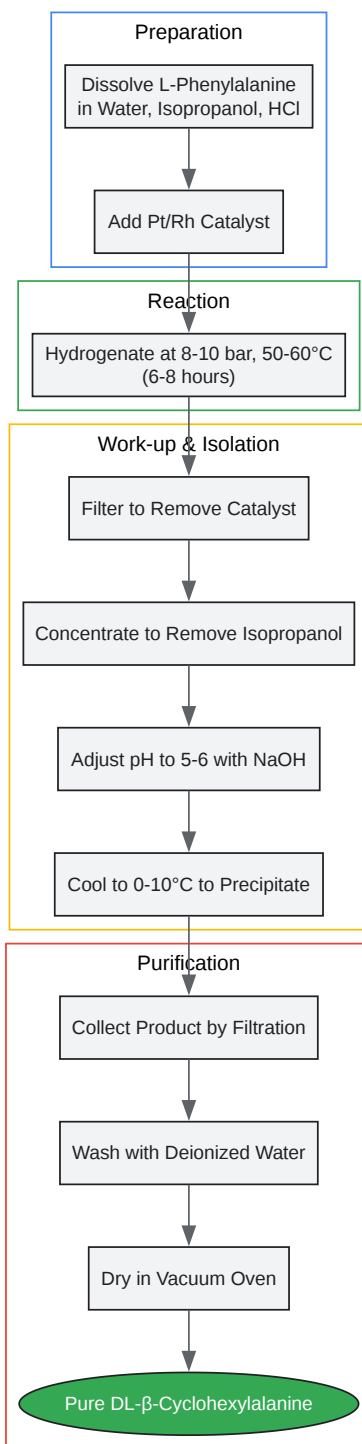 Preparation
Dissolve L-Phenylalanine
in Water, Isopropanol, HCl
Add Pt/Rh Catalyst
Reaction
Hydrogenate at 8-10 bar, 50-60°C
(6-8 hours)
Work-up & Isolation
Filter to Remove Catalyst
Concentrate to Remove Isopropanol
Adjust pH to 5-6 with NaOH
Cool to 0-10°C to Precipitate
Purification
Collect Product by Filtration
Wash with Deionized Water
Dry in Vacuum Oven
Pure DL-β-Cyclohexylalanine